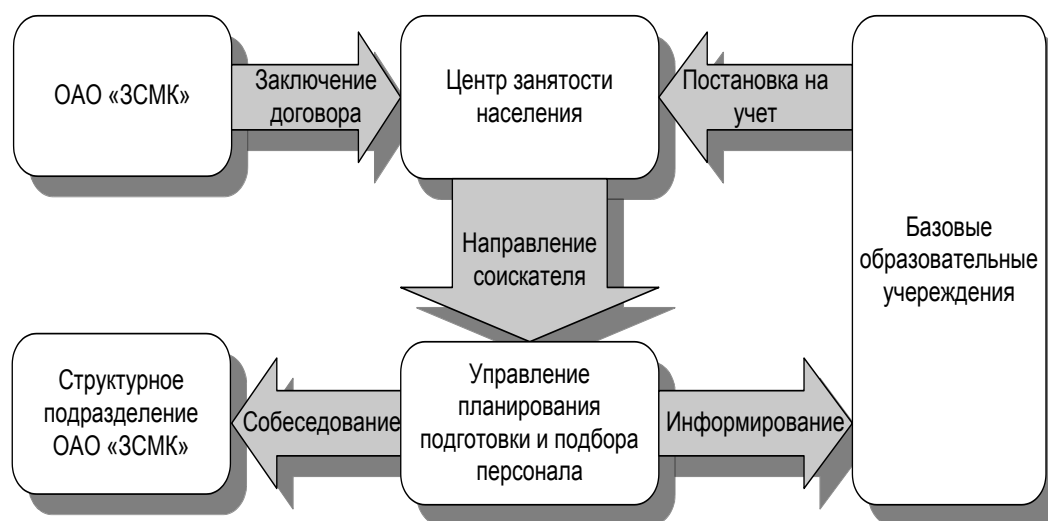 ОАО «ЗСМК»
Заключение
договора
Центр занятости
населения
Постановка на
учет
Базовые
образовательные
учереждения
Направление
соискателя
Структурное
подразделение
ОАО «ЗСМК»
Собеседование
Управление
планирования
подготовки и подбора
персонала
Информирование